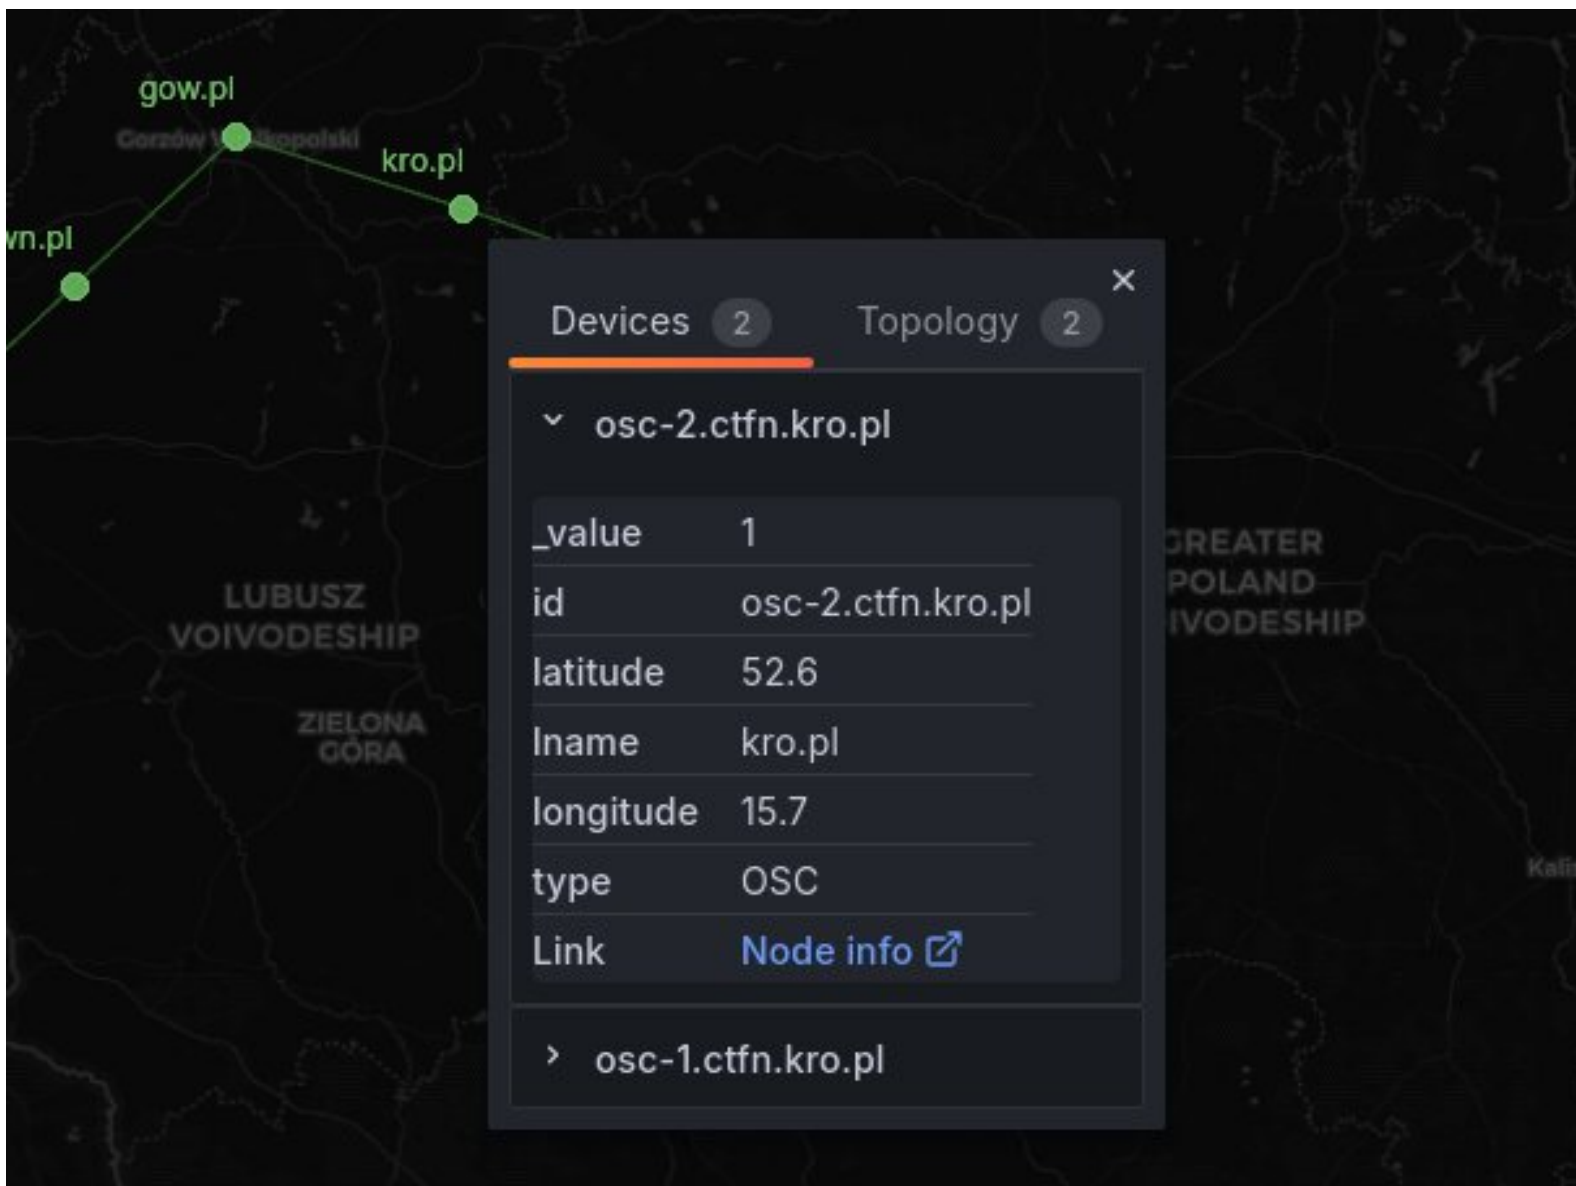 gow.pl
Gorzów
kro.pl
wn.pl
Devices 2 Topology 2
osc-2.ctfn.kro.pl
_value 1
id osc-2.ctfn.kro.pl
latitude 52.6
lname kro.pl
longitude 15.7
type OSC
Link Node info
osc-1.ctfn.kro.pl
LUBUSZ
VOIVODESHIP
ZIELONA
GÓRA
GREATER
POLAND
IVODESHIP